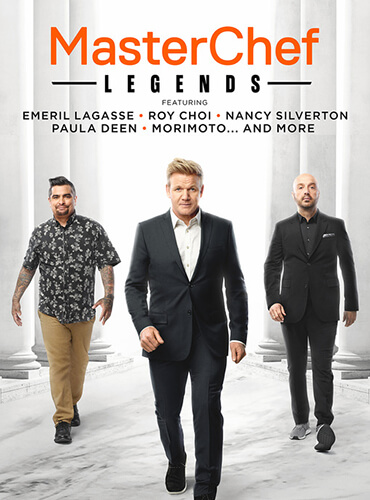 MasterChef
LEGENDS
FEATURING
EMERIL LAGASSE • ROY CHOI • NANCY SILVERTON
PAULA DEEN • MORIMOTO... AND MORE